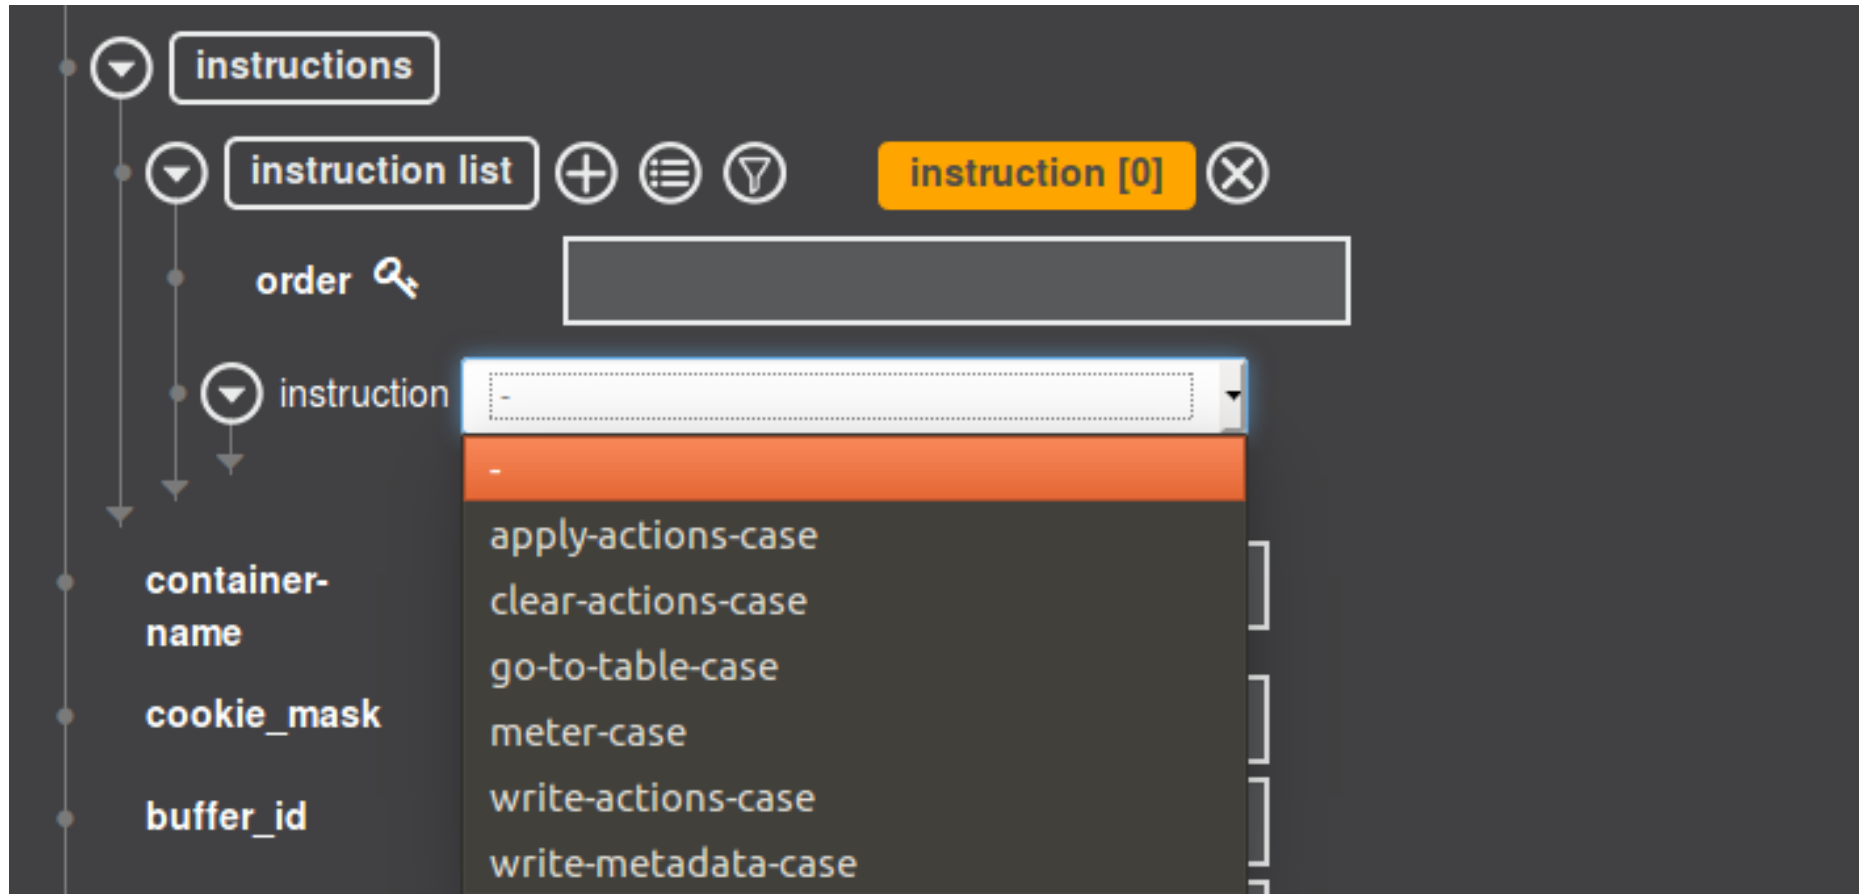 instructions
instruction list
instruction [0]
order
instruction
-
-
apply-actions-case
clear-actions-case
go-to-table-case
meter-case
write-actions-case
write-metadata-case
container-
name
cookie_mask
buffer_id